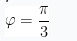 φ = π/3